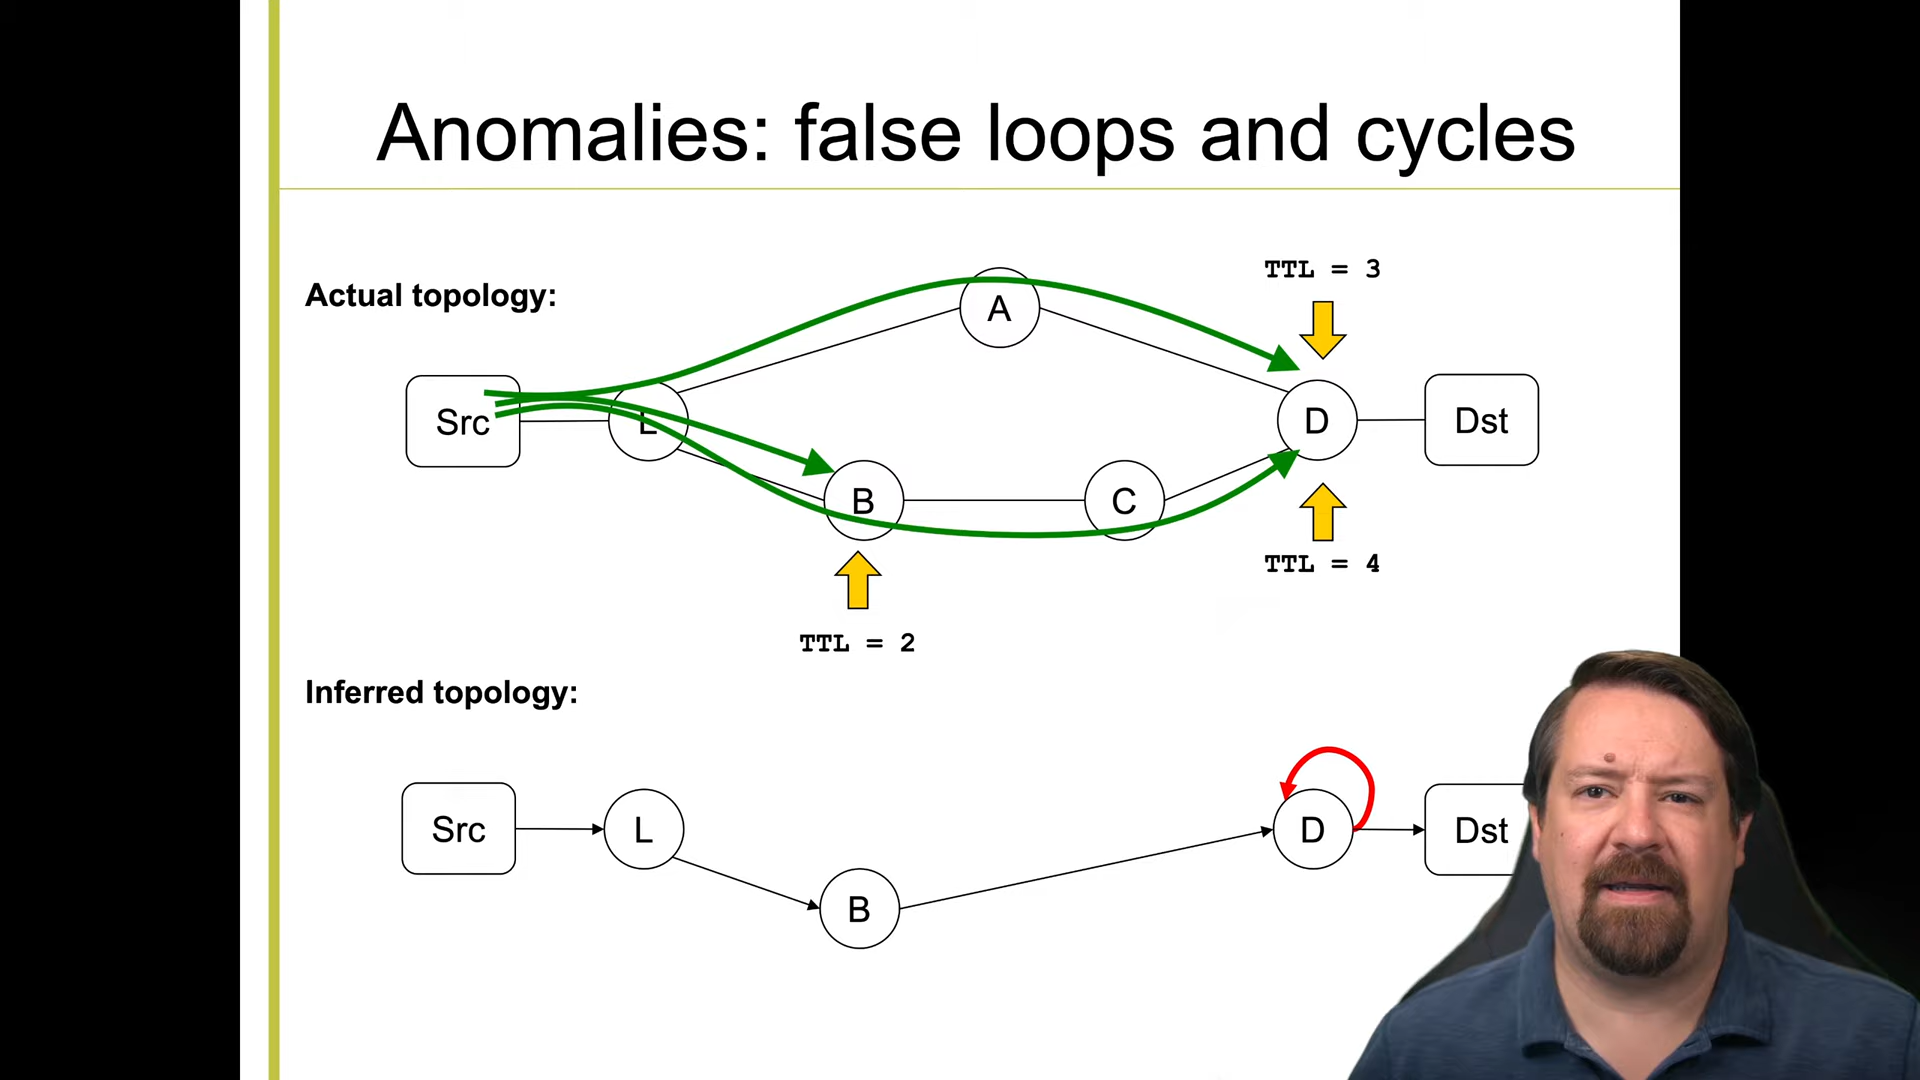 Anomalies: false loops and cycles
Actual topology:
TTL = 3
A
Src
L
D
Dst
B
C
TTL = 4
TTL = 2
Inferred topology:
Src
L
D
Dst
B